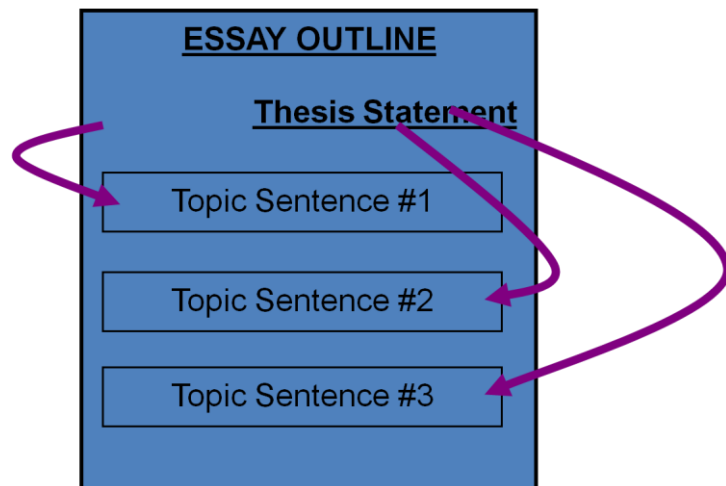 ESSAY OUTLINE
Thesis Statement
Topic Sentence #1
Topic Sentence #2
Topic Sentence #3